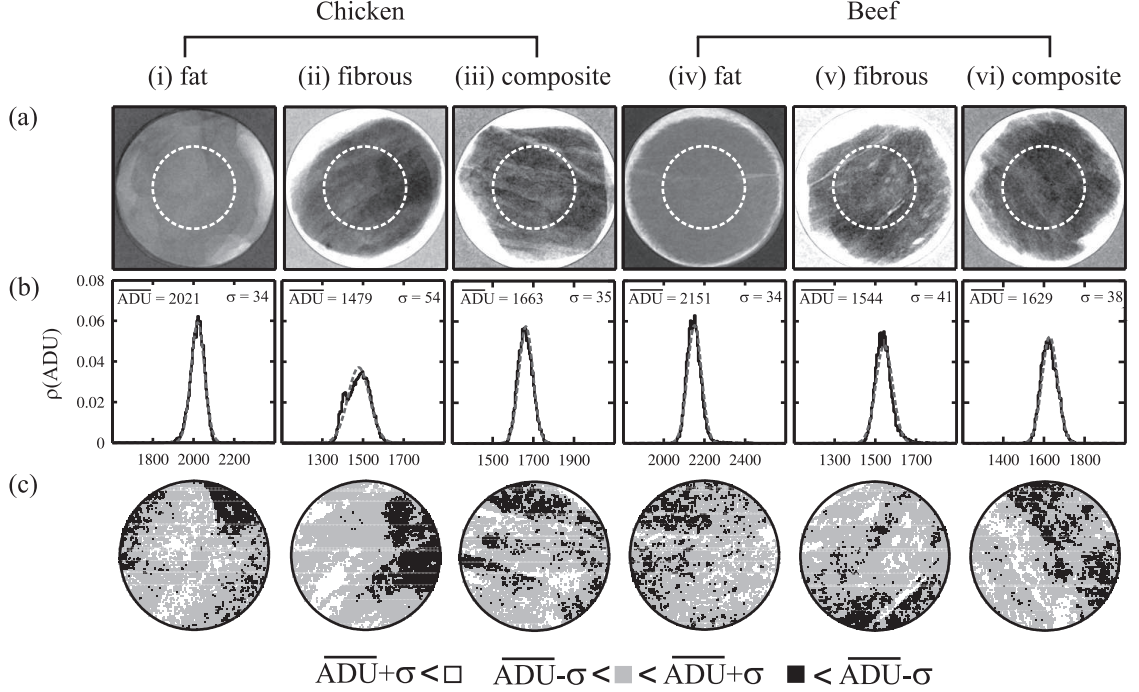 Chicken Beef
(i) fat (ii) fibrous (iii) composite (iv) fat (v) fibrous (vi) composite
(a)
(b) 0.08 ADU = 2021 σ = 34 ADU = 1479 σ = 54 ADU = 1663 σ = 35 ADU = 2151 σ = 34 ADU = 1544 σ = 41 ADU = 1629 σ = 38
0.06
0.04
0.02
0
ρ(ADU)
1800 2000 2200 1300 1500 1700 1500 1700 1900 2000 2200 2400 1300 1500 1700 1400 1600 1800
(c)
ADU+σ < ADU-σ < < ADU+σ < ADU-σ